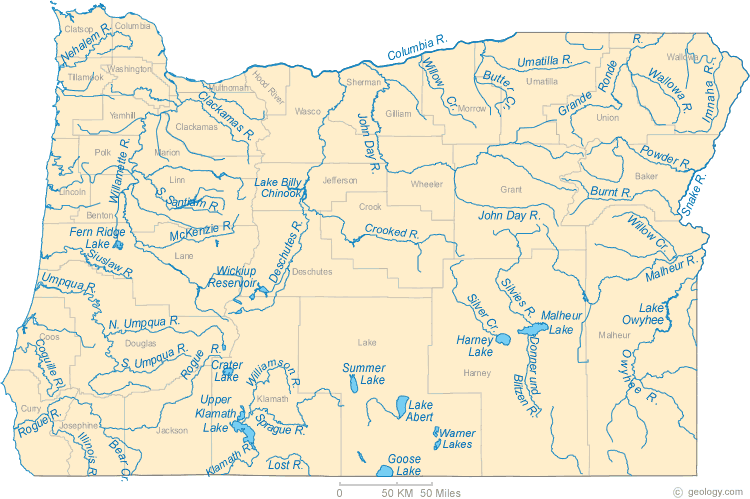 Clatsop
Columbia
Nehalem R.
Tillamook
Washington
Multnomah
Hood River
Columbia R.
Sherman
Wasco
Gilliam
Morrow
Umatilla
Umatilla R.
Willow Cr.
Butter Cr.
Grande Ronde
R.
Wallowa
Wallowa R.
Imnaha R.
Union
Yamhill
Clackamas R.
Clackamas
Polk
Marion
Willamette R.
John Day R.
Linn
S. Santiam R.
Lincoln
Benton
Lake Billy
Chinook
Jefferson
Wheeler
Grant
Powder R.
Baker
Burnt R.
Snake R.
Crook
John Day R.
McKenzie R.
Crooked R.
Fern Ridge
Lake
Lane
Siuslaw R.
Deschutes R.
Deschutes
Wickiup
Reservoir
Willow Cr.
Malheur R.
Umpqua R.
Silver Cr.
Silvies R.
Malheur
Lake
Lake
Owyhee
Malheur
N. Umpqua R.
Coos
Douglas
S. Umpqua R.
Rogue
R.
Lake
Harney
Lake
Harney
Donner und
Blitzen R.
Owyhee R.
Coquille R.
Crater
Lake
Williamson R.
Summer
Lake
Klamath
Upper
Klamath
Lake
Lake
Abert
Curry
Rogue R.
Josephine
Illinois R.
Bear Cr.
Jackson
Sprague R.
Warner
Lakes
Klamath R.
Lost R.
Goose
Lake
0 50 KM 50 Miles
© geology.com